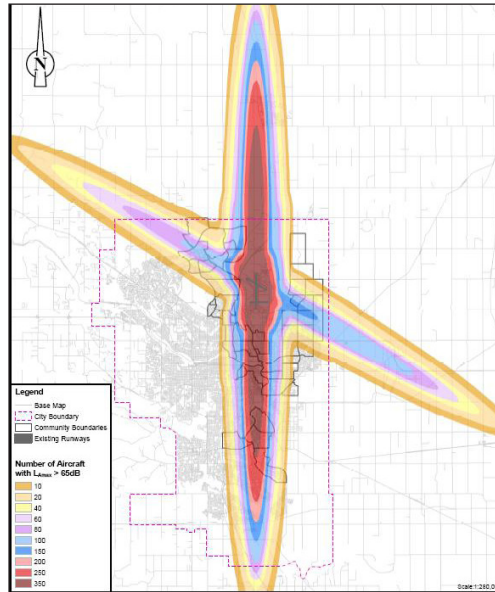 N
Legend
Base Map
City Boundary
Community Boundaries
Existing Runways
Number of Aircraft
with LAmax > 65dB
10
20
40
60
80
100
150
200
250
350